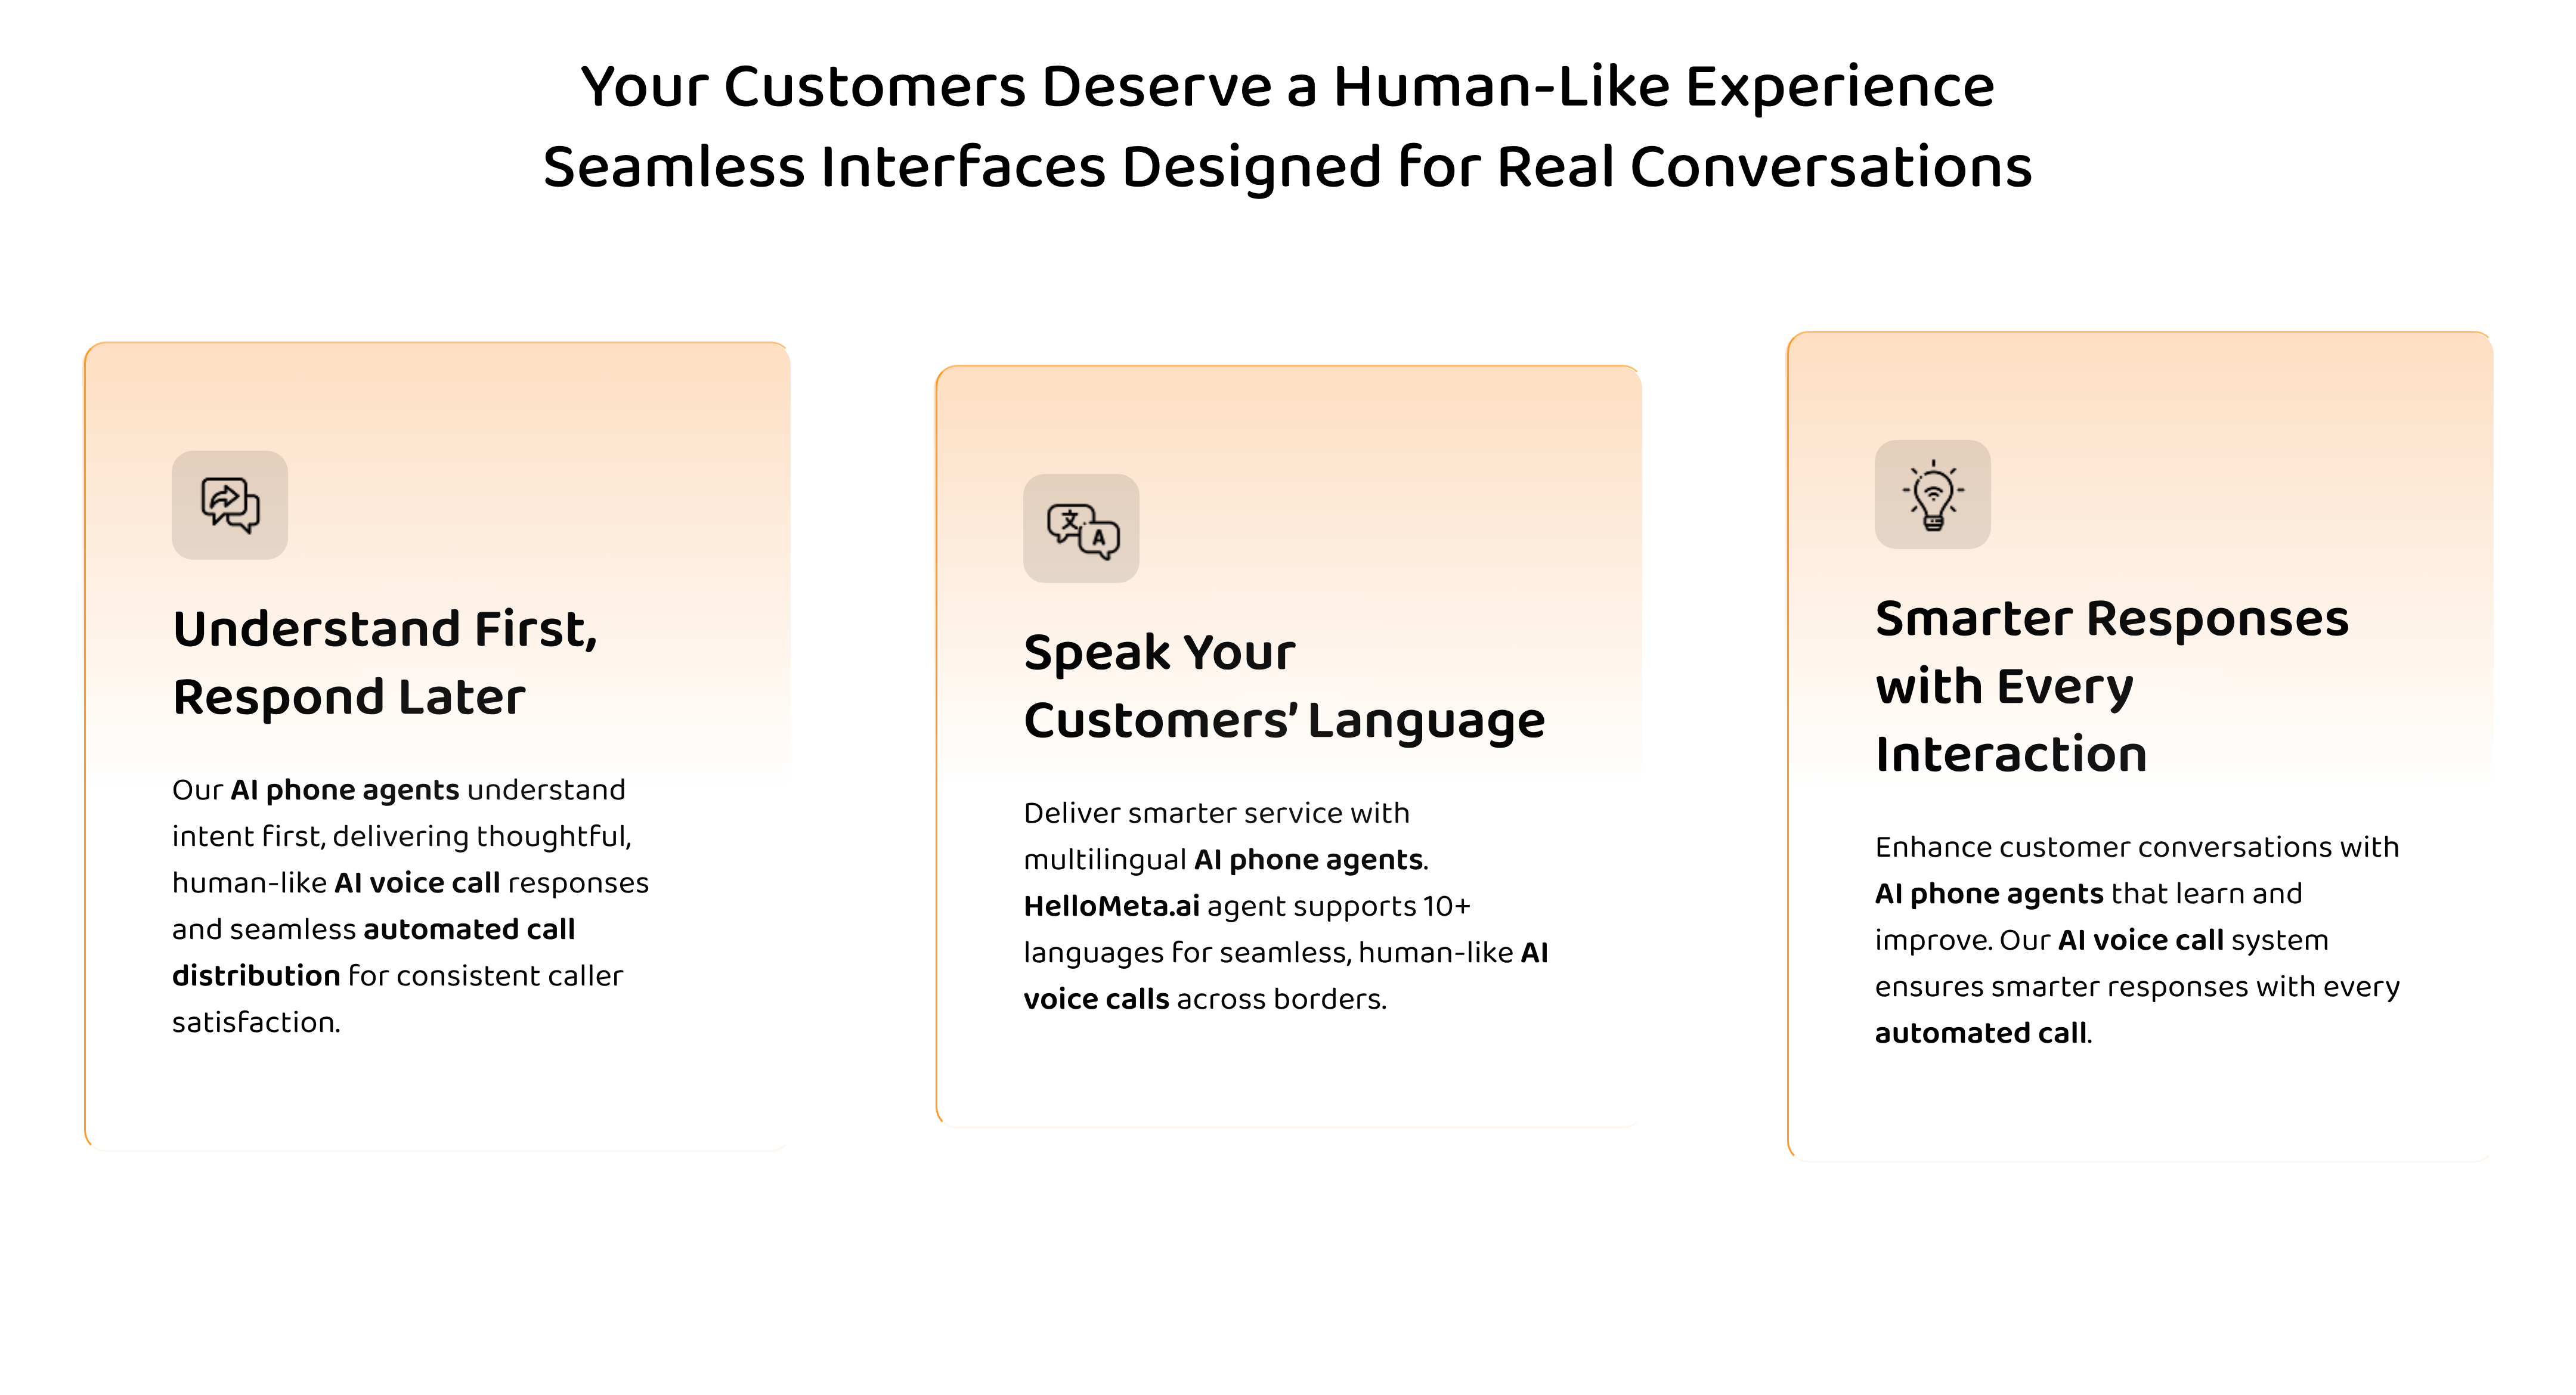 Your Customers Deserve a Human-Like Experience
Seamless Interfaces Designed for Real Conversations
Understand First,
Respond Later
Our AI phone agents understand
intent first, delivering thoughtful,
human-like AI voice call responses
and seamless automated call
distribution for consistent caller
satisfaction.
文
A
Speak Your
Customers’ Language
Deliver smarter service with
multilingual AI phone agents.
HelloMeta.ai agent supports 10+
languages for seamless, human-like AI
voice calls across borders.
Smarter Responses
with Every
Interaction
Enhance customer conversations with
AI phone agents that learn and
improve. Our AI voice call system
ensures smarter responses with every
automated call.